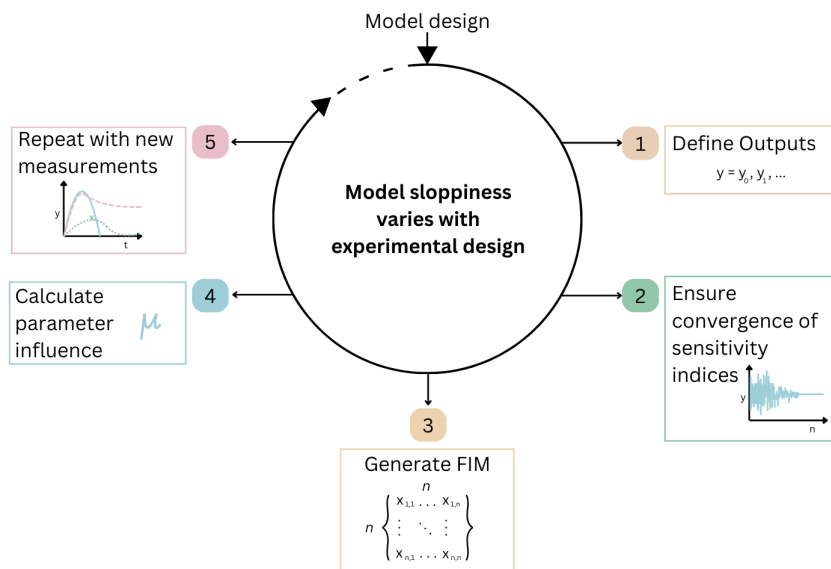 Model design
Model sloppiness
varies with
experimental design
1
Define Outputs
y = y₀, y₁, ...
2
Ensure
convergence of
sensitivity
indices
y
n
3
Generate FIM
n
x₁,₁ ... x₁,ₙ
n
xₙ,₁ ... xₙ,ₙ
4
Calculate
parameter
influence
μ
5
Repeat with new
measurements
y
t